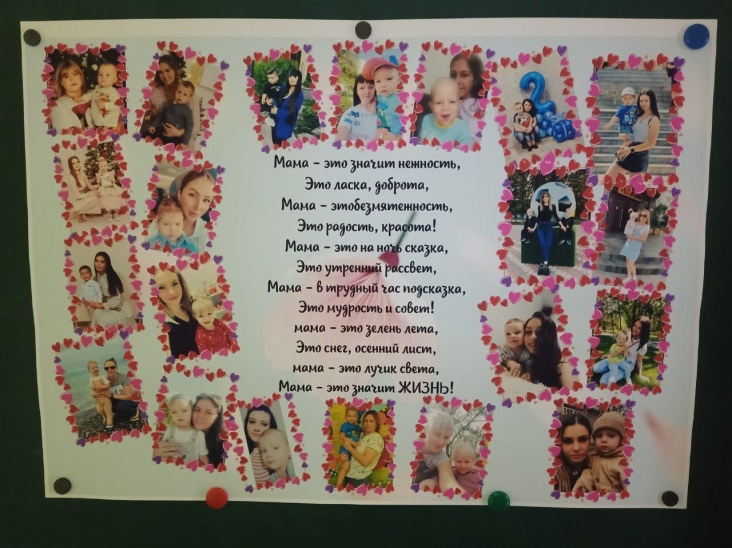 Мама – это значит нежность,
Это ласка, доброта,
Мама – этобезмятенность,
Это радость, красота!
Мама – это на ночь сказка,
Это утренний рассвет,
Мама – в трудный час подсказка,
Это мудрость и совет!
мама – это зелень лета,
Это снег, осенний лист,
мама – это лучик света,
Мама – это значит ЖИЗНЬ!